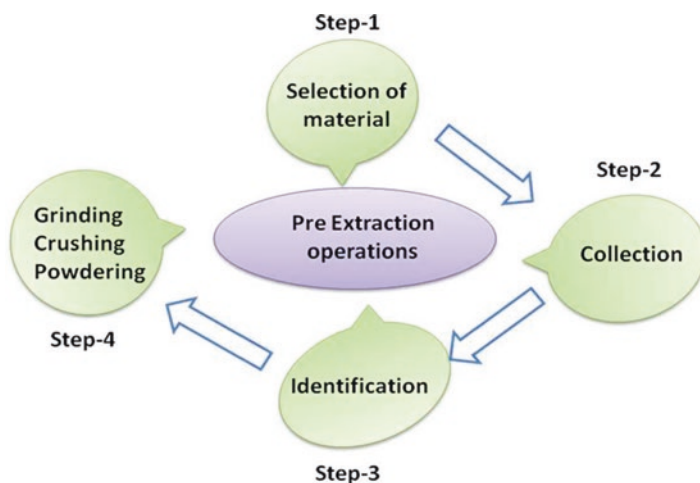 Step-1
Selection of
material
Step-2
Collection
Pre Extraction
operations
Identification
Step-3
Grinding
Crushing
Powdering
Step-4